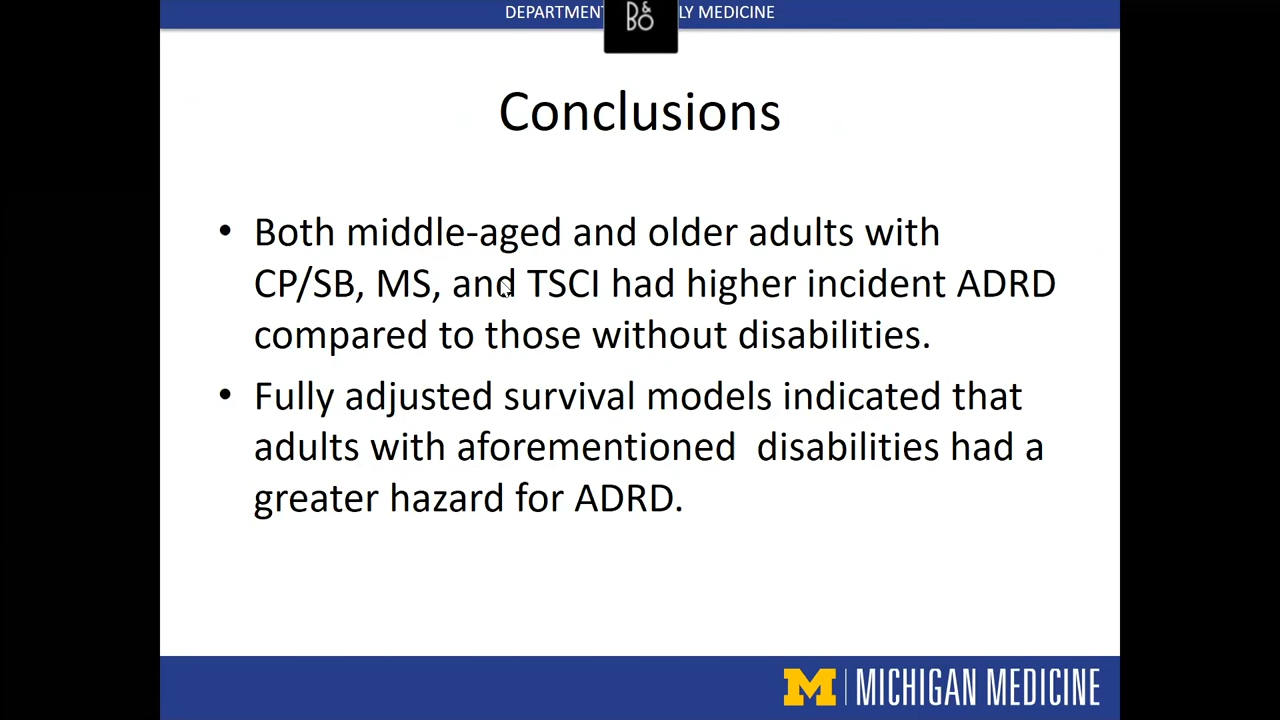 DEPARTMENT LY MEDICINE
D&
BO
Conclusions
• Both middle-aged and older adults with
CP/SB, MS, and TSCI had higher incident ADRD
compared to those without disabilities.
• Fully adjusted survival models indicated that
adults with aforementioned disabilities had a
greater hazard for ADRD.
M | MICHIGAN MEDICINE